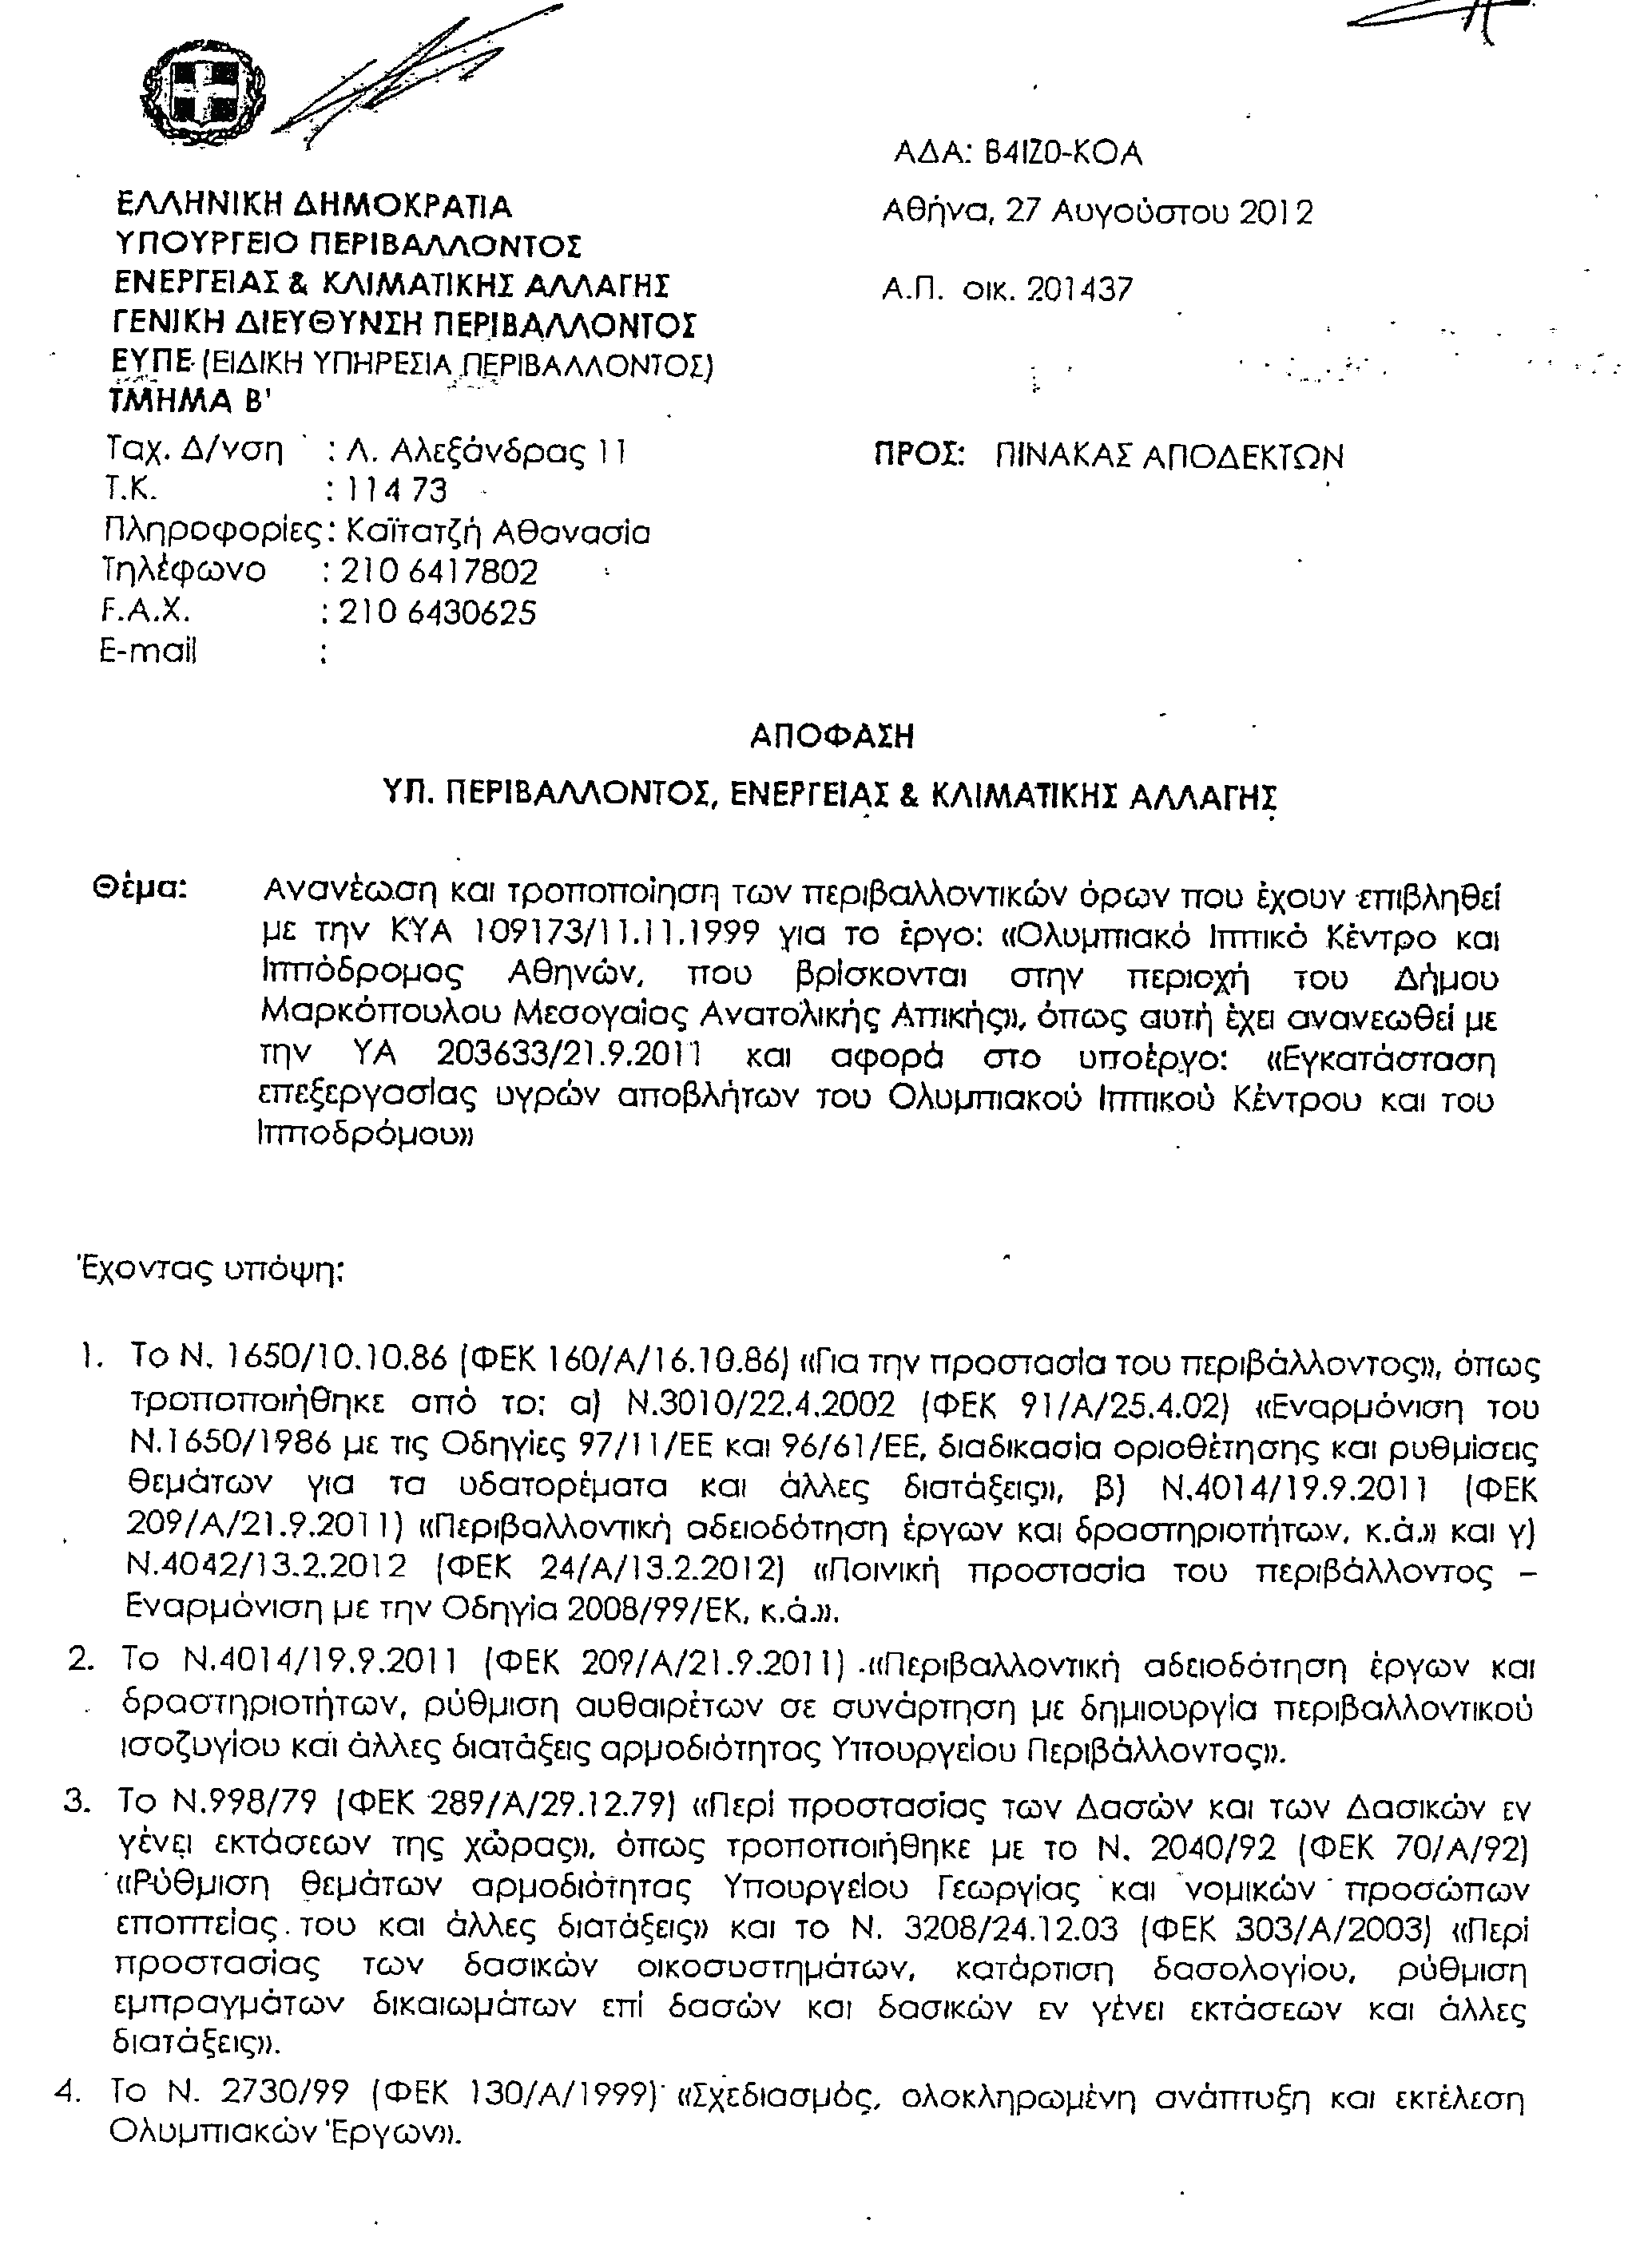 ΑΔΑ: Β4ΙΖ0-ΚΟΑ
ΕΛΛΗΝΙΚΗ ΔΗΜΟΚΡΑΤΙΑ
Αθήνα, 27 Αυγούστου 2012
ΥΠΟΥΡΓΕΙΟ ΠΕΡΙΒΑΛΛΟΝΤΟΣ
ΕΝΕΡΓΕΙΑΣ & ΚΛΙΜΑΤΙΚΗΣ ΑΛΛΑΓΗΣ
Α.Π. οικ. 201437
ΓΕΝΙΚΗ ΔΙΕΥΘΥΝΣΗ ΠΕΡΙΒΑΛΛΟΝΤΟΣ
ΕΥΠΕ (ΕΙΔΙΚΗ ΥΠΗΡΕΣΙΑ ΠΕΡΙΒΑΛΛΟΝΤΟΣ)
ΤΜΗΜΑ Β'
Ταχ. Δ/νση : Λ. Αλεξάνδρας 11
ΠΡΟΣ: ΠΙΝΑΚΑΣ ΑΠΟΔΕΚΤΩΝ
Τ.Κ. : 114 73
Πληροφορίες : Καϊτατζή Αθανασία
Τηλέφωνο : 210 6417802
F.A.X. : 210 6430625
E-mail :
ΑΠΟΦΑΣΗ
ΥΠ. ΠΕΡΙΒΑΛΛΟΝΤΟΣ, ΕΝΕΡΓΕΙΑΣ & ΚΛΙΜΑΤΙΚΗΣ ΑΛΛΑΓΗΣ
Θέμα: Ανανέωση και τροποποίηση των περιβαλλοντικών όρων που έχουν επιβληθεί
με την ΚΥΑ 109173/11.11.1999 για το έργο: «Ολυμπιακό Ιππικό Κέντρο και
Ιππόδρομος Αθηνών, που βρίσκονται στην περιοχή του Δήμου
Μαρκόπουλου Μεσογαίας Ανατολικής Αττικής», όπως αυτή έχει ανανεωθεί με
την ΥΑ 203633/21.9.2011 και αφορά στο υποέργο: «Εγκατάσταση
επεξεργασίας υγρών αποβλήτων του Ολυμπιακού Ιππικού Κέντρου και του
Ιπποδρόμου»
Έχοντας υπόψη:
1. Το Ν. 1650/10.10.86 (ΦΕΚ 160/Α/16.10.86) «Για την προστασία του περιβάλλοντος», όπως
τροποποιήθηκε από το: α) Ν.3010/22.4.2002 (ΦΕΚ 91/Α/25.4.02) «Εναρμόνιση του
Ν.1650/1986 με τις Οδηγίες 97/11/ΕΕ και 96/61/ΕΕ, διαδικασία οριοθέτησης και ρυθμίσεις
θεμάτων για τα υδατορέματα και άλλες διατάξεις», β) Ν.4014/19.9.2011 (ΦΕΚ
209/Α/21.9.2011) «Περιβαλλοντική αδειοδότηση έργων και δραστηριοτήτων, κ.ά.» και γ)
Ν.4042/13.2.2012 (ΦΕΚ 24/Α/13.2.2012) «Ποινική προστασία του περιβάλλοντος –
Εναρμόνιση με την Οδηγία 2008/99/ΕΚ, κ.ά.».
2. Το Ν.4014/19.9.2011 (ΦΕΚ 209/Α/21.9.2011) «Περιβαλλοντική αδειοδότηση έργων και
δραστηριοτήτων, ρύθμιση αυθαιρέτων σε συνάρτηση με δημιουργία περιβαλλοντικού
ισοζυγίου και άλλες διατάξεις αρμοδιότητας Υπουργείου Περιβάλλοντος».
3. Το Ν.998/79 (ΦΕΚ 289/Α/29.12.79) «Περί προστασίας των Δασών και των Δασικών εν
γένει εκτάσεων της χώρας», όπως τροποποιήθηκε με το Ν. 2040/92 (ΦΕΚ 70/Α/92)
«Ρύθμιση θεμάτων αρμοδιότητας Υπουργείου Γεωργίας και νομικών προσώπων
εποπτείας του και άλλες διατάξεις» και το Ν. 3208/24.12.03 (ΦΕΚ 303/Α/2003) «Περί
προστασίας των δασικών οικοσυστημάτων, κατάρτιση δασολογίου, ρύθμιση
εμπραγμάτων δικαιωμάτων επί δασών και δασικών εν γένει εκτάσεων και άλλες
διατάξεις».
4. Το Ν. 2730/99 (ΦΕΚ 130/Α/1999) «Σχεδιασμός, ολοκληρωμένη ανάπτυξη και εκτέλεση
Ολυμπιακών Έργων».